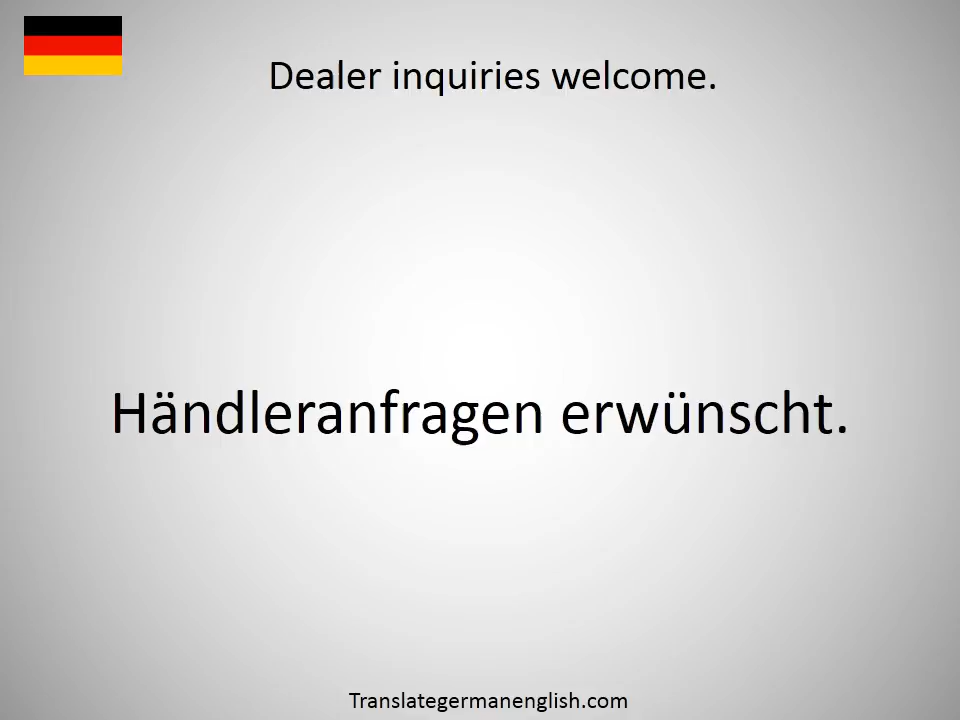 Dealer inquiries welcome.
Händleranfragen erwünscht.
Translategermanenglish.com